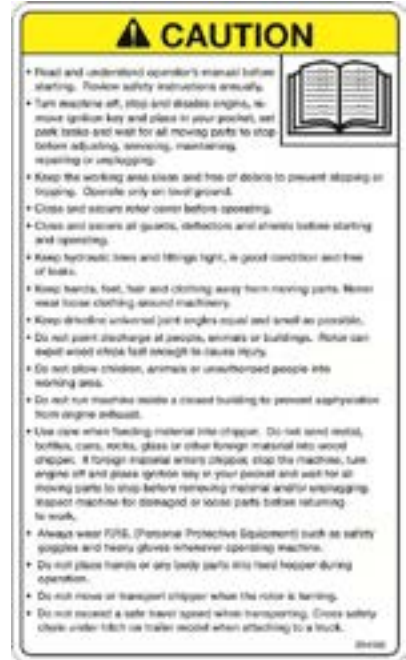 CAUTION
• Read and understand operator's manual before
starting. Review safety instructions annually.
• Turn machine off, stop and disable engine, re-
move ignition key and place in your pocket, set
park brake and wait for all moving parts to stop
before adjusting, servicing, maintaining,
repairing or unplugging.
• Keep the working area clean and free of debris to prevent slipping or
tripping. Operate only on level ground.
• Close and secure rotor cover before operating.
• Close and secure all guards, deflectors and shields before starting
and operating.
• Keep hydraulic lines and fittings tight, in good condition and free
of leaks.
• Keep hands, feet, hair and clothing away from moving parts. Never
wear loose clothing around machinery.
• Keep driveline universal joint angles equal and small as possible.
• Do not point discharge at people, animals or buildings. Rotor can
expel wood chips fast enough to cause injury.
• Do not allow children, animals or unauthorized people into
working area.
• Do not run machine inside a closed building to prevent asphyxiation
from engine exhaust.
• Use care when feeding material into chipper. Do not send metal,
bottles, cans, rocks, glass or other foreign material into wood
chipper. If foreign material enters chipper, stop the machine, turn
engine off and place ignition key in your pocket and wait for all
moving parts to stop before removing material and/or unplugging.
Inspect machine for damaged or loose parts before returning
to work.
• Always wear P.P.E. (Personal Protective Equipment) such as safety
goggles and heavy gloves whenever operating machine.
• Do not place hands or any body parts into feed hopper during
operation.
• Do not move or transport chipper when the rotor is turning.
• Do not exceed a safe travel speed when transporting. Cross safety
chain under hitch on trailer model when attaching to a truck.